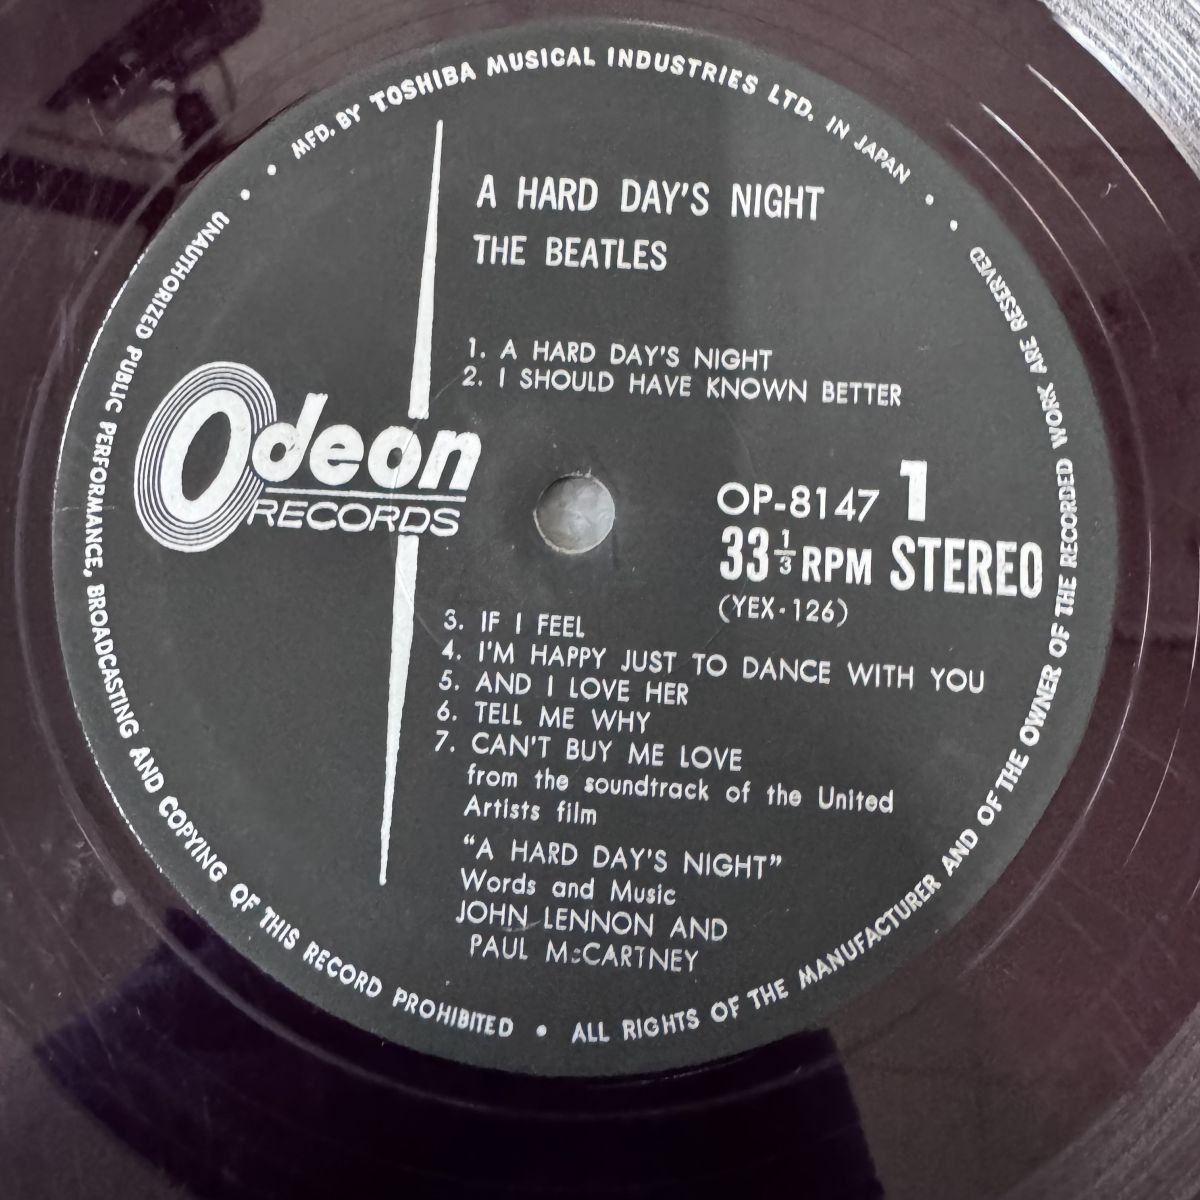 MFD. BY TOSHIBA MUSICAL INDUSTRIES LTD. IN JAPAN
A HARD DAY'S NIGHT
THE BEATLES
1. A HARD DAY'S NIGHT
2. I SHOULD HAVE KNOWN BETTER
Odeon
RECORDS
OP-8147 1
33 1/3 RPM STEREO
(YEX·126)
3. IF I FEEL
4. I'M HAPPY JUST TO DANCE WITH YOU
5. AND I LOVE HER
6. TELL ME WHY
7. CAN'T BUY ME LOVE
from the soundtrack of the United
Artists film
“A HARD DAY'S NIGHT”
Words and Music
JOHN LENNON AND
PAUL McCARTNEY
ALL RIGHTS OF THE MANUFACTURER AND OF THE OWNER OF THE RECORDED WORK ARE RESERVED
UNAUTHORIZED PUBLIC PERFORMANCE, BROADCASTING AND COPYING OF THIS RECORD PROHIBITED